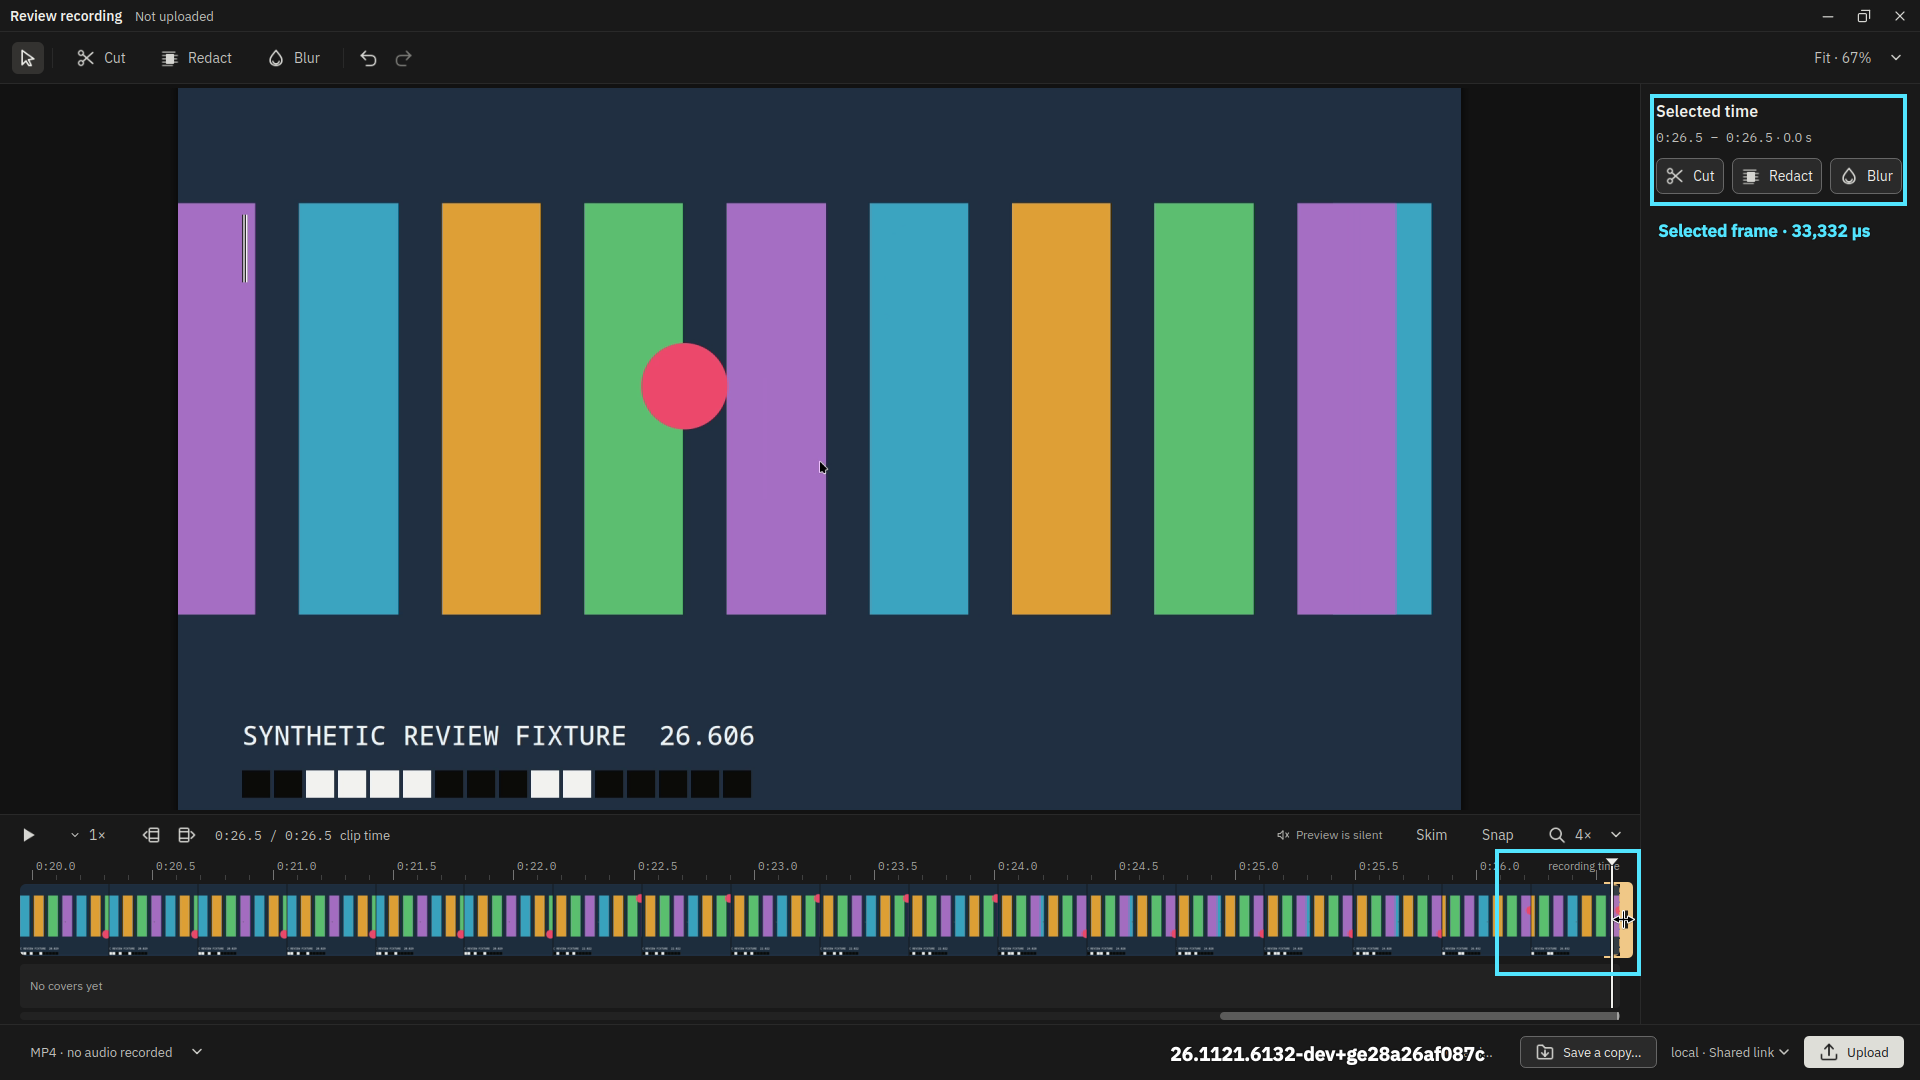 Review recording Not uploaded
Cut Redact Blur Fit · 67%
Selected time
0:26.5 – 0:26.5 · 0.0 s
Cut Redact Blur
Selected frame · 33,332 µs
SYNTHETIC REVIEW FIXTURE 26.606
1× 0:26.5 / 0:26.5 clip time Preview is silent Skim Snap 4×
0:20.0 0:20.5 0:21.0 0:21.5 0:22.0 0:22.5 0:23.0 0:23.5 0:24.0 0:24.5 0:25.0 0:25.5 0:26.0 recording time
No covers yet
MP4 · no audio recorded 26.1121.6132-dev+ge28a26af087c Save a copy... local · Shared link Upload